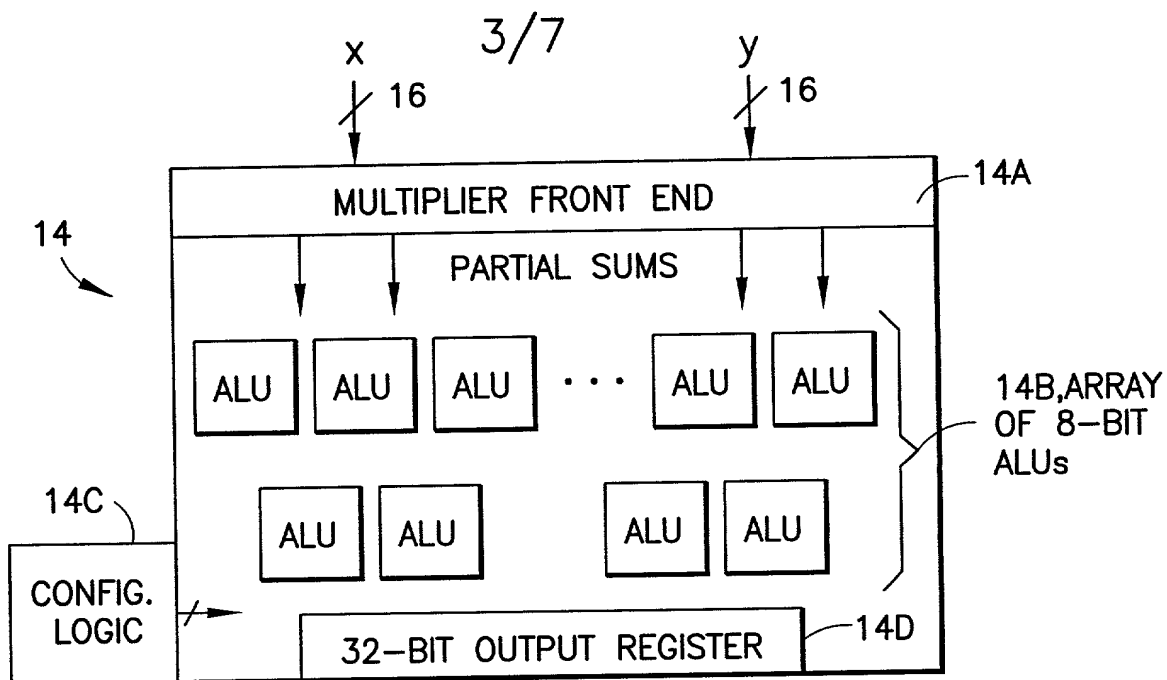 3/7
x
y
16
16
MULTIPLIER FRONT END
14A
14
PARTIAL SUMS
ALU
ALU
ALU
• • •
ALU
ALU
14B,ARRAY
OF 8-BIT
ALUs
14C
ALU
ALU
ALU
ALU
CONFIG.
LOGIC
14D
32-BIT OUTPUT REGISTER